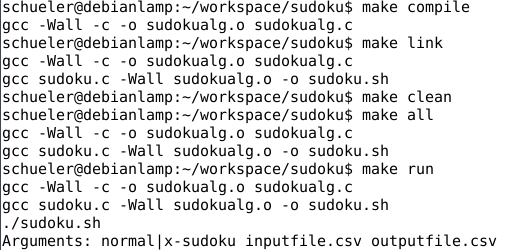 schueler@debianlamp:~/workspace/sudoku$ make compile
gcc -Wall -c -o sudokualg.o sudokualg.c
schueler@debianlamp:~/workspace/sudoku$ make link
gcc -Wall -c -o sudokualg.o sudokualg.c
gcc sudoku.c -Wall sudokualg.o -o sudoku.sh
schueler@debianlamp:~/workspace/sudoku$ make clean
schueler@debianlamp:~/workspace/sudoku$ make all
gcc -Wall -c -o sudokualg.o sudokualg.c
gcc sudoku.c -Wall sudokualg.o -o sudoku.sh
schueler@debianlamp:~/workspace/sudoku$ make run
gcc -Wall -c -o sudokualg.o sudokualg.c
gcc sudoku.c -Wall sudokualg.o -o sudoku.sh
./sudoku.sh
Arguments: normal|x-sudoku inputfile.csv outputfile.csv